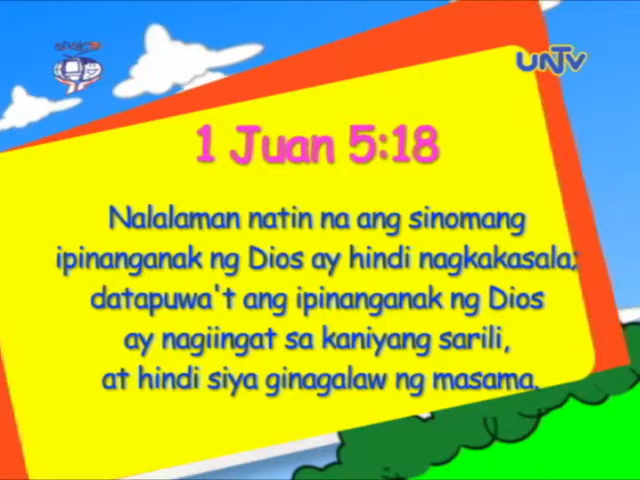 UNTV
1 Juan 5:18
Nalalaman natin na ang sinomang
ipinanganak ng Dios ay hindi nagkakasala;
datapuwa't ang ipinanganak ng Dios
ay nagiingat sa kaniyang sarili,
at hindi siya ginagalaw ng masama.